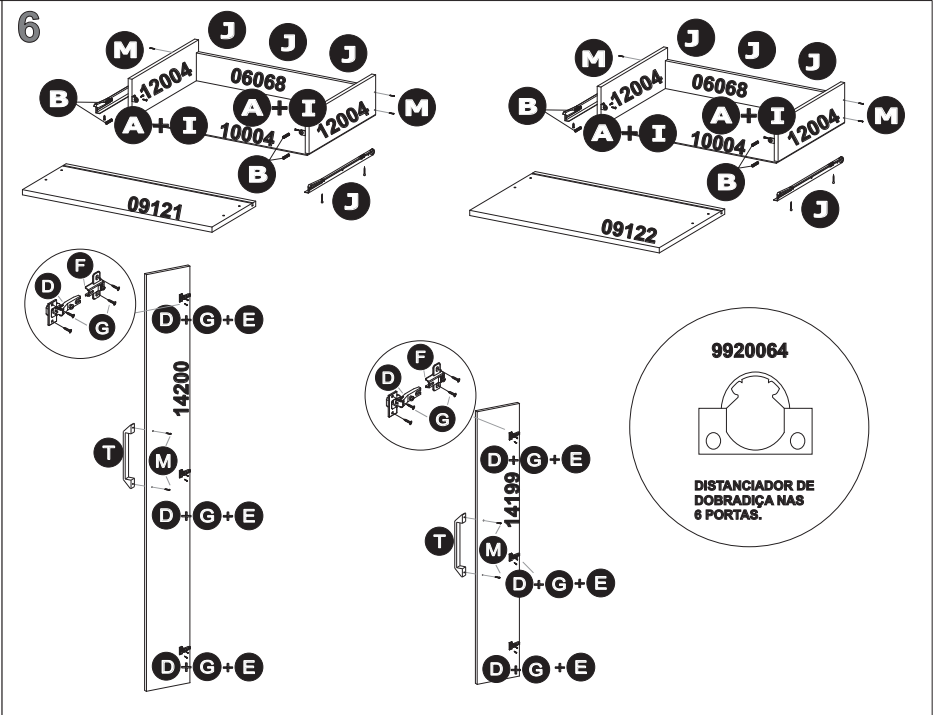 6
J
J
J
M
06068
12004
B
A+I
A+I
12004
M
10004
B
J
09121
J
J
J
M
06068
12004
B
A+I
A+I
12004
M
10004
B
J
09122
F
D
G
D+G+E
14200
T
M
D+G+E
D+G+E
F
D
G
D+G+E
14199
T
M
D+G+E
D+G+E
9920064
DISTANCIADOR DE
DOBRADIÇA NAS
6 PORTAS.